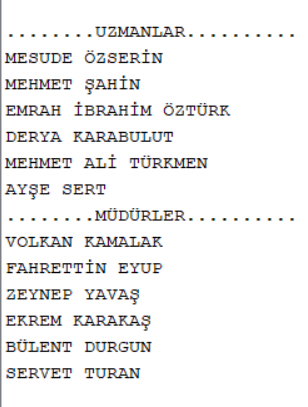 ........UZMANLAR..........
MESUDE ÖZSERİN
MEHMET ŞAHİN
EMRAH İBRAHİM ÖZTÜRK
DERYA KARABULUT
MEHMET ALİ TÜRKMEN
AYŞE SERT
........MÜDÜRLER..........
VOLKAN KAMALAK
FAHRETTİN EYUP
ZEYNEP YAVAŞ
EKREM KARAKAŞ
BÜLENT DURGUN
SERVET TURAN